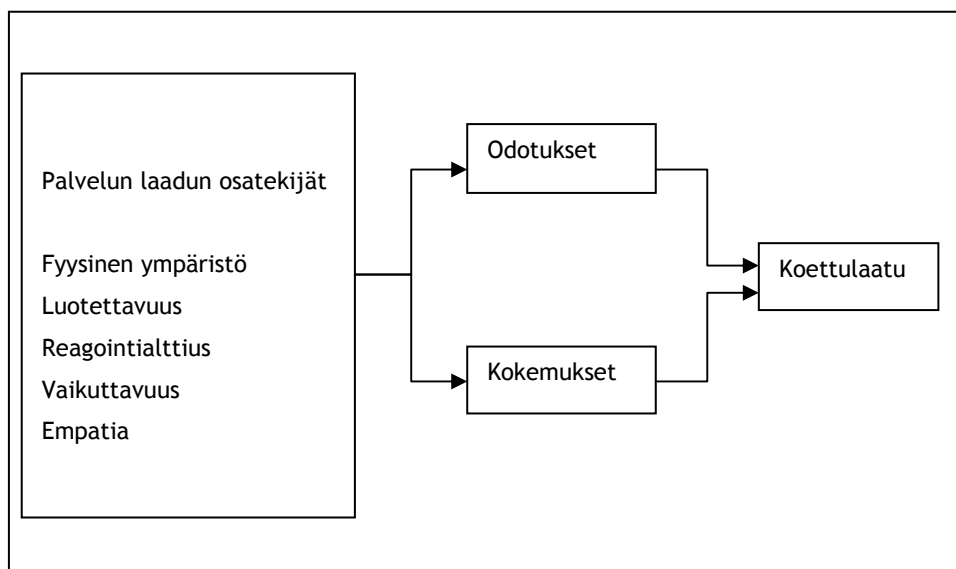 Palvelun laadun osatekijät
Fyysinen ympäristö
Luotettavuus
Reagointialttius
Vaikuttavuus
Empatia
Odotukset
Kokemukset
Koettulaatu